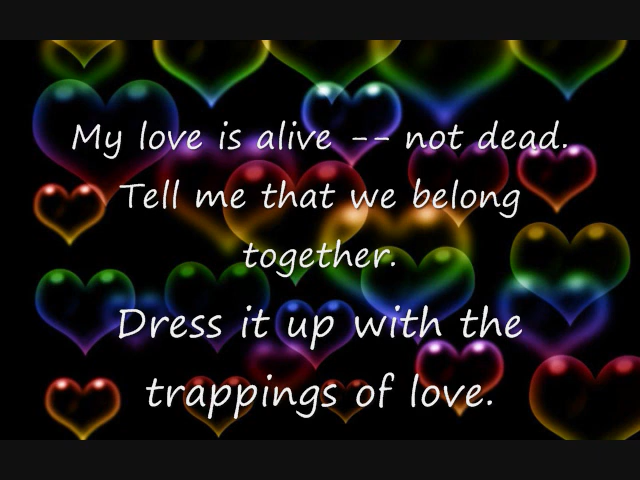 My love is alive -- not dead.
Tell me that we belong
together.
Dress it up with the
trappings of love.